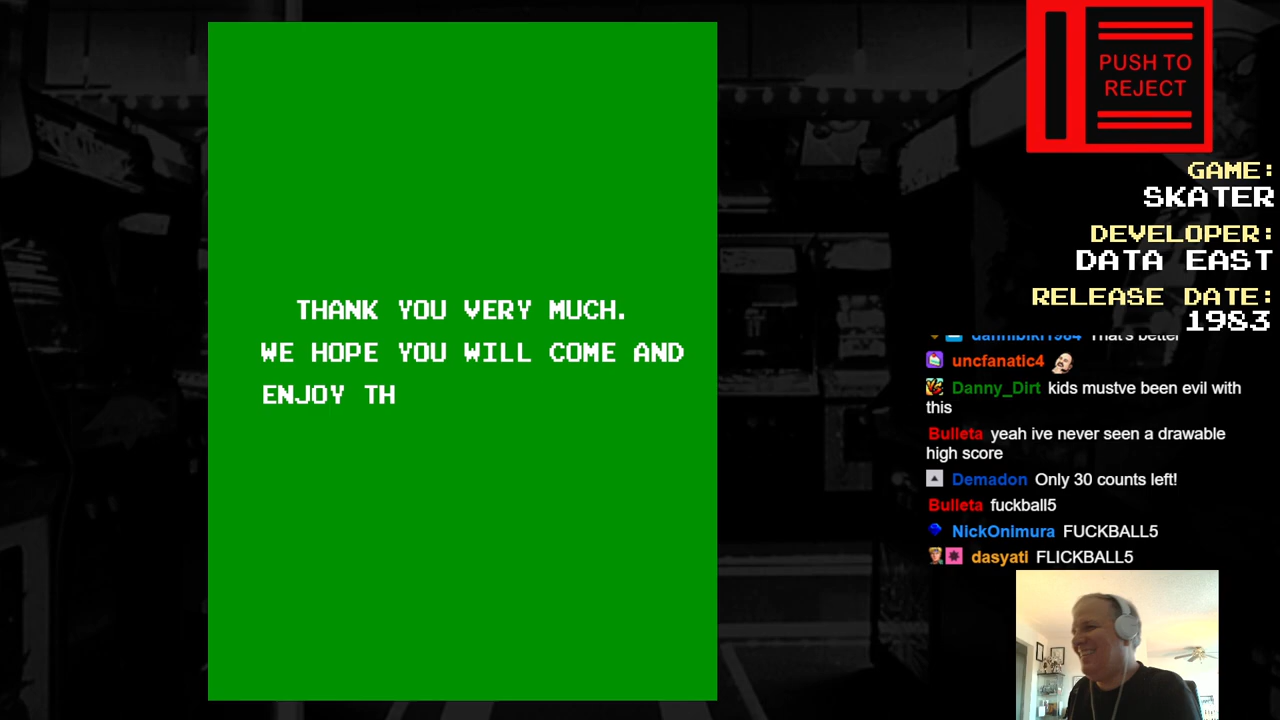 THANK YOU VERY MUCH.
WE HOPE YOU WILL COME AND
ENJOY TH
PUSH TO
REJECT
GAME:
SKATER
DEVELOPER:
DATA EAST
RELEASE DATE:
1983
That's better
uncfanatic4
Danny_Dirt kids mustve been evil with
this
Bulleta yeah ive never seen a drawable
high score
Demadon Only 30 counts left!
Bulleta fuckball5
NickOnimura FUCKBALL5
dasyati FLICKBALL5